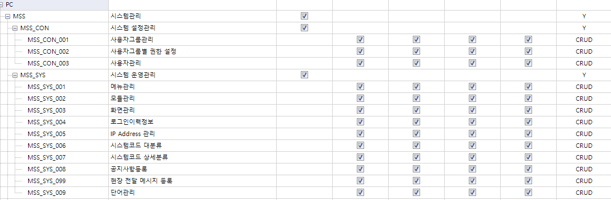 PC
MSS 시스템관리 Y
MSS_CON 시스템 설정관리 Y
MSS_CON_001 사용자그룹관리 CRUD
MSS_CON_002 사용자그룹별 권한 설정 CRUD
MSS_CON_003 사용자관리 CRUD
MSS_SYS 시스템 운영관리 Y
MSS_SYS_001 메뉴관리 CRUD
MSS_SYS_002 모듈관리 CRUD
MSS_SYS_003 화면관리 CRUD
MSS_SYS_004 로그인이력정보 CRUD
MSS_SYS_005 IP Address 관리 CRUD
MSS_SYS_006 시스템코드 대분류 CRUD
MSS_SYS_007 시스템코드 상세분류 CRUD
MSS_SYS_008 공지사항등록 CRUD
MSS_SYS_099 현장 전달 메시지 등록 CRUD
MSS_SYS_009 단어관리 CRUD